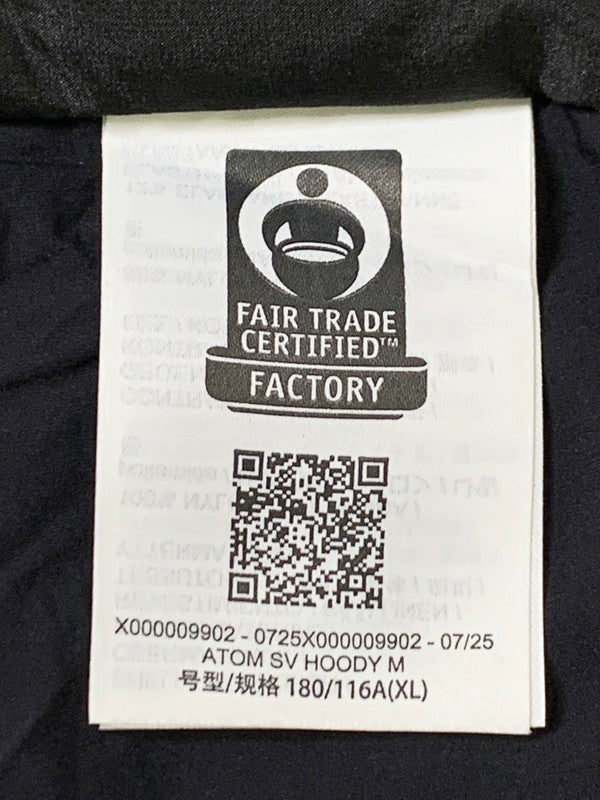 FAIR TRADE
CERTIFIED™
FACTORY
X000009902 - 0725X000009902 - 07/25
ATOM SV HOODY M
号型/规格 180/116A(XL)